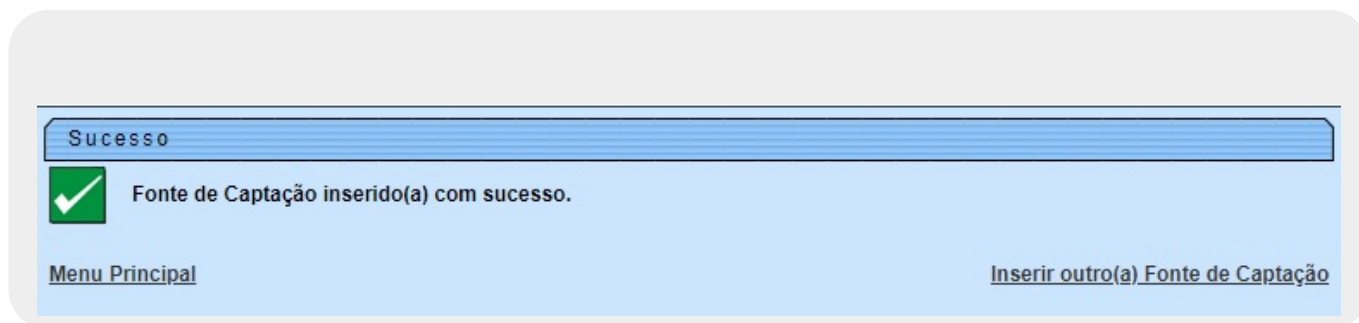 Sucesso
Fonte de Captação inserido(a) com sucesso.
Menu Principal
Inserir outro(a) Fonte de Captação